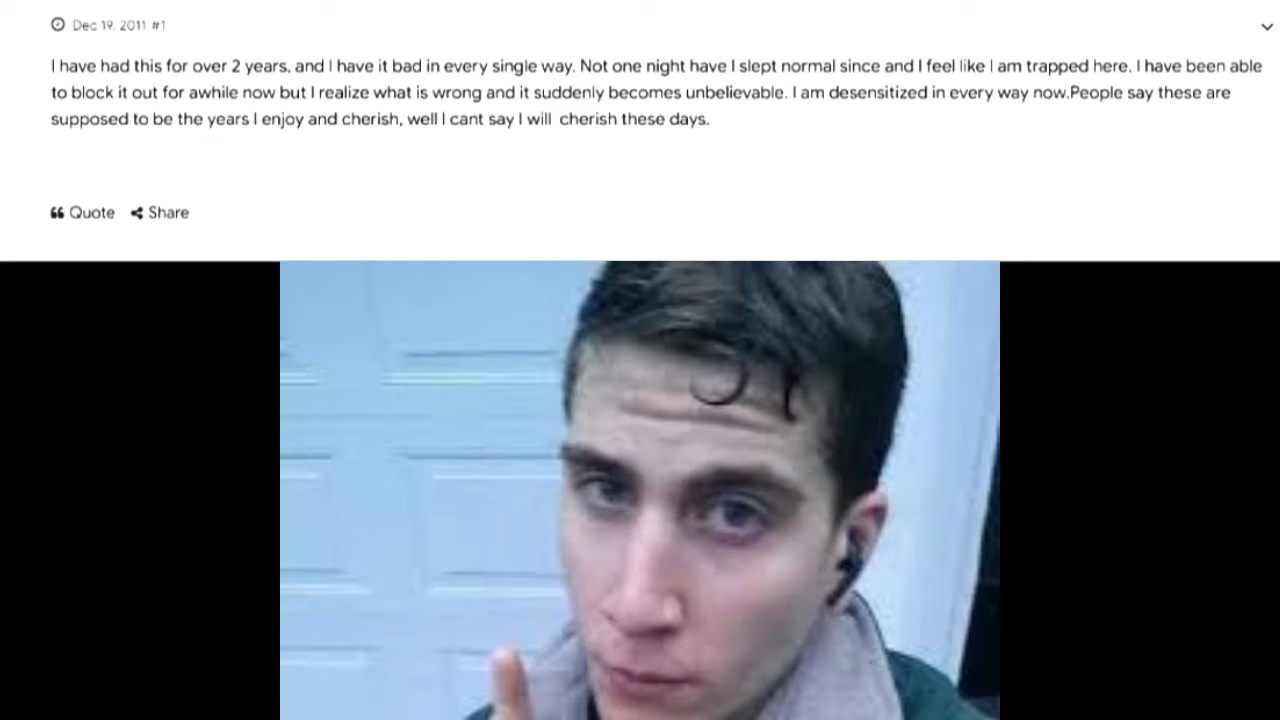 Dec 19, 2011 #1
I have had this for over 2 years, and I have it bad in every single way. Not one night have I slept normal since and I feel like I am trapped here. I have been able
to block it out for awhile now but I realize what is wrong and it suddenly becomes unbelievable. I am desensitized in every way now.People say these are
supposed to be the years I enjoy and cherish, well I cant say I will cherish these days.
Quote Share